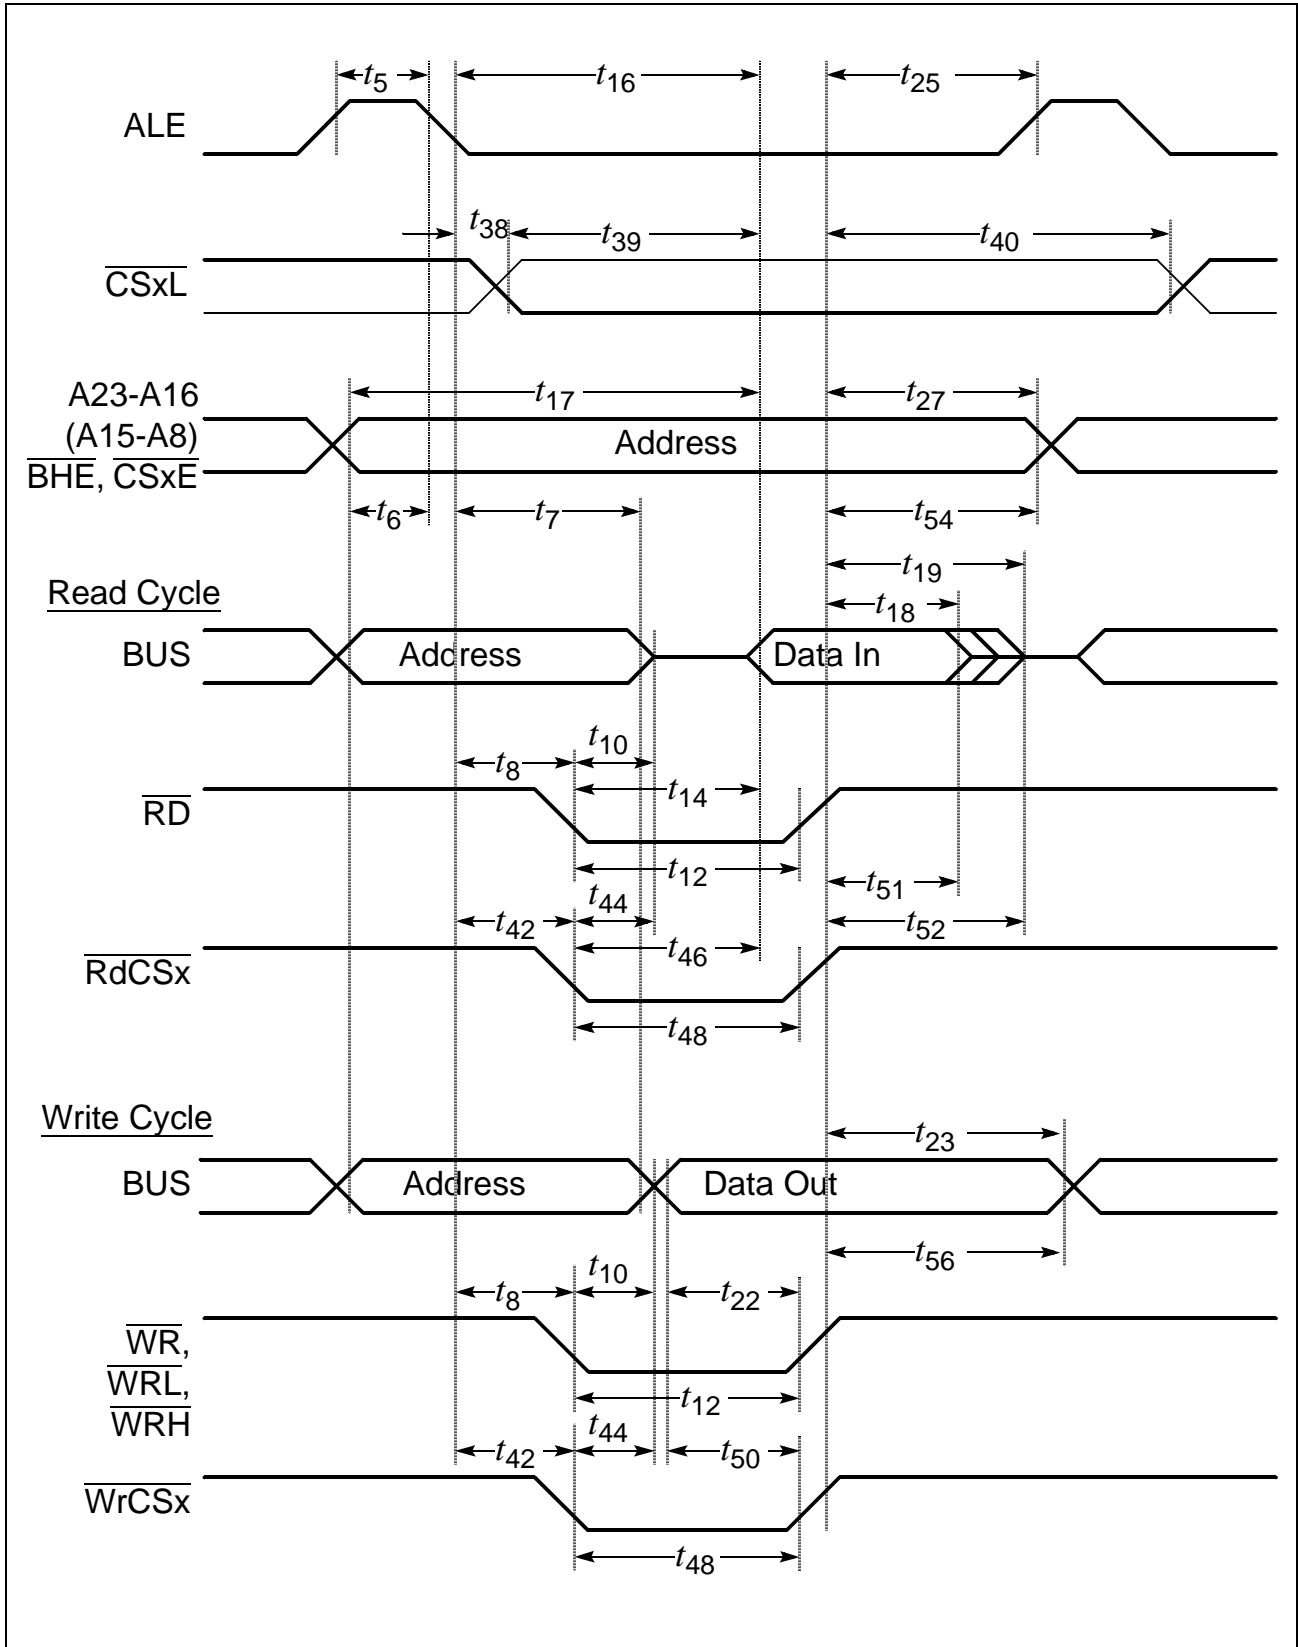 t5 t16 t25
ALE
t38 t39 t40
CSxL
A23-A16
(A15-A8)
BHE, CSxE
t17 t27
Address
t6 t7 t54
t19
Read Cycle
t18
BUS Address Data In
t10
t8
t14
RD
t12
t51
t44
t42 t52
t46
RdCSx
t48
Write Cycle
t23
BUS Address Data Out
t56
t10
t8 t22
WR,
WRL,
WRH
t12
t44
t42 t50
WrCSx
t48